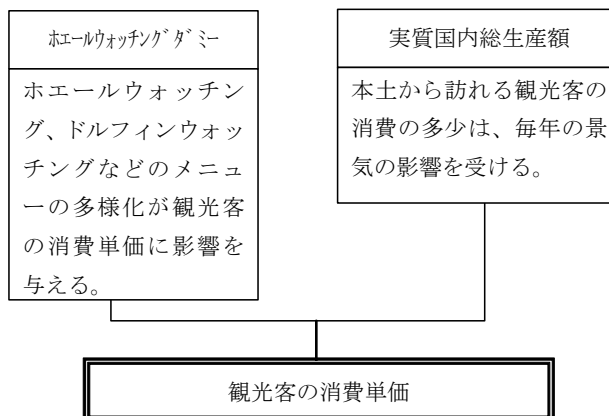 ﾎｴｰﾙｳｫｯﾁﾝｸﾞﾀﾞﾐｰ
ホエールウォッチン
グ、ドルフィンウォッ
チングなどのメニュ
ーの多様化が観光客
の消費単価に影響を
与える。
実質国内総生産額
本土から訪れる観光客の
消費の多少は、毎年の景
気の影響を受ける。
観光客の消費単価